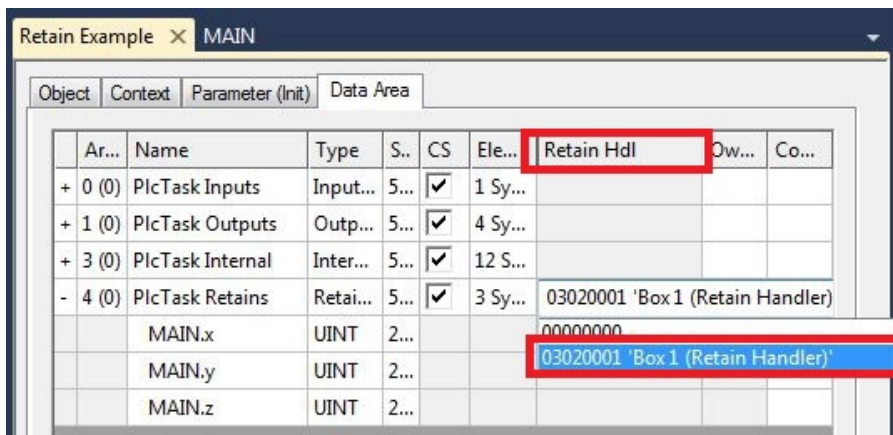 Retain Example × MAIN
Object Context Parameter (Init) Data Area
Ar... Name Type S.. CS Ele... Retain Hdl Ow... Co...
+ 0 (0) PlcTask Inputs Input... 5... 1 Sy...
+ 1 (0) PlcTask Outputs Outp... 5... 4 Sy...
+ 3 (0) PlcTask Internal Inter... 5... 12 S...
- 4 (0) PlcTask Retains Retai... 5... 3 Sy... 03020001 'Box 1 (Retain Handler)
MAIN.x UINT 2... 00000000
MAIN.y UINT 2... 03020001 'Box 1 (Retain Handler)'
MAIN.z UINT 2...